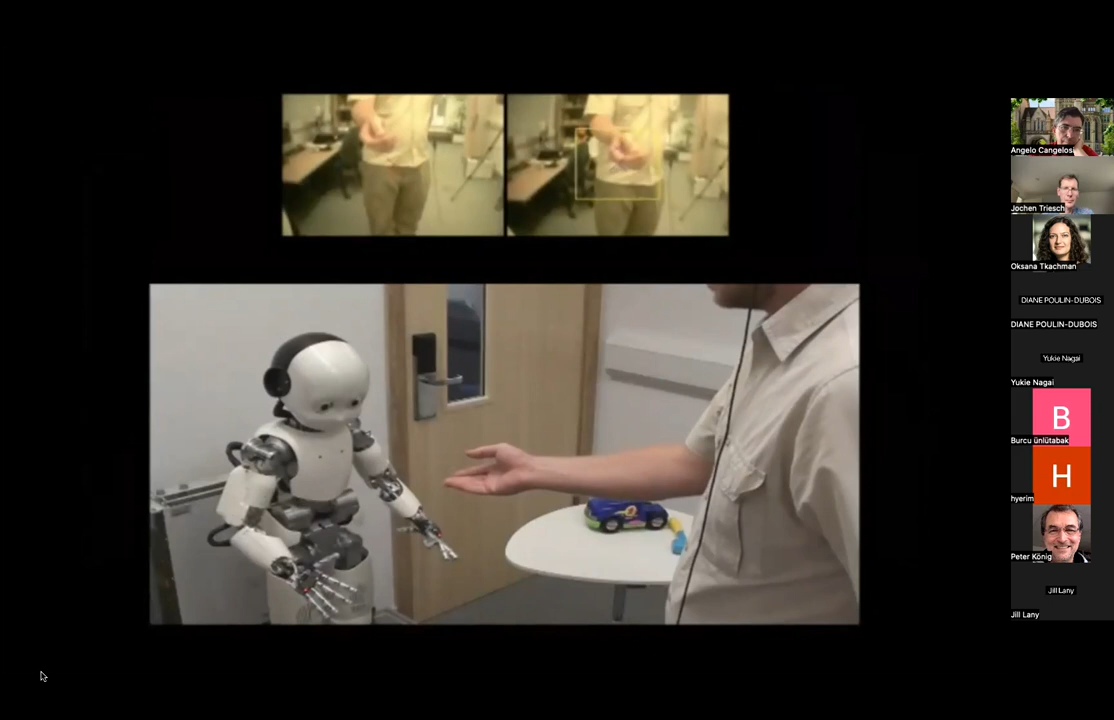 Angelo Cangelosi
Jochen Triesch
Oksana Tkachman
DIANE POULIN-DUBOIS
DIANE POULIN-DUBOIS
Yukie Nagai
Yukie Nagai
B
Burcu ünlütabak
H
hyerim
Peter König
Jill Lany
Jill Lany